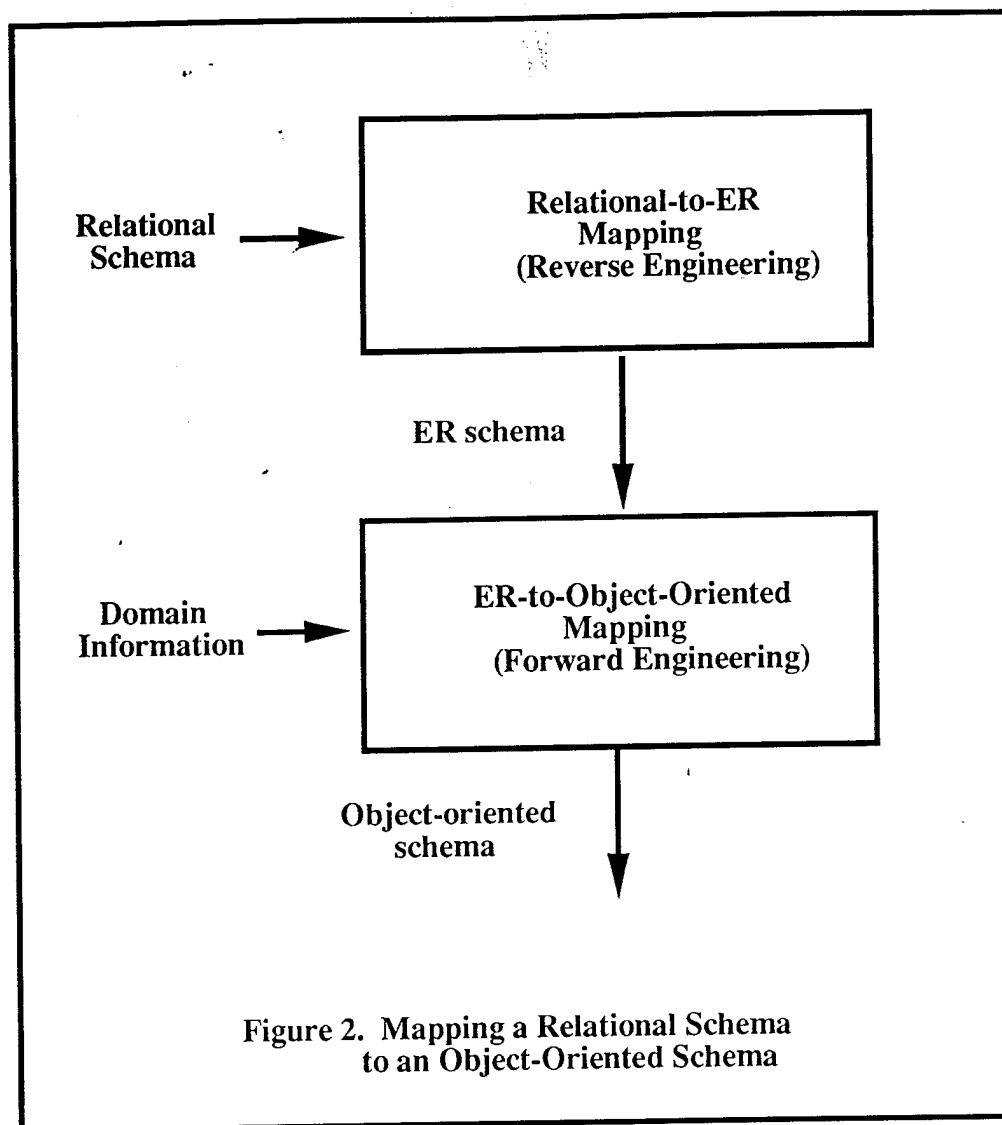 Relational-to-ER
Mapping
(Reverse Engineering)
Relational
Schema
ER schema
ER-to-Object-Oriented
Mapping
(Forward Engineering)
Domain
Information
Object-oriented
schema
Figure 2. Mapping a Relational Schema
to an Object-Oriented Schema